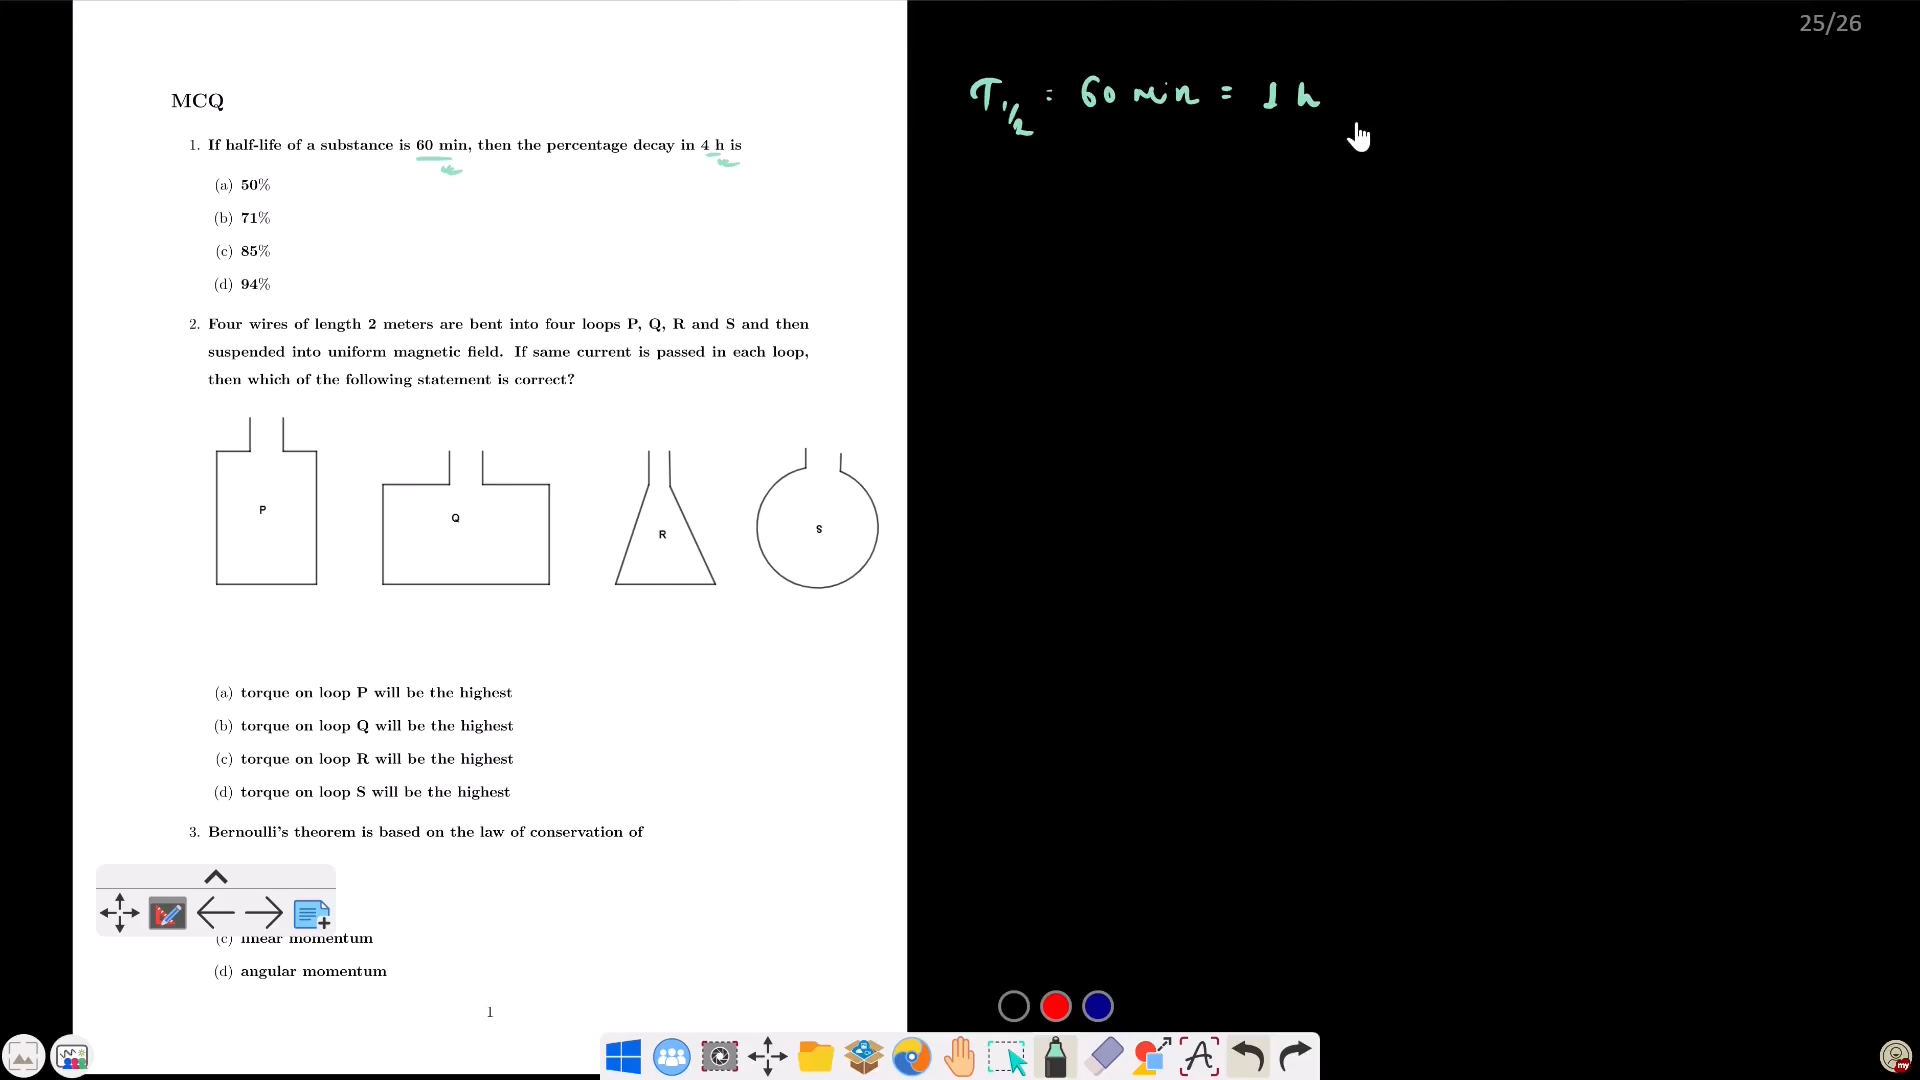 25/26
T1/2 = 60 min = 1 h
MCQ
1. If half-life of a substance is 60 min, then the percentage decay in 4 h is
(a) 50%
(b) 71%
(c) 85%
(d) 94%
2. Four wires of length 2 meters are bent into four loops P, Q, R and S and then
suspended into uniform magnetic field. If same current is passed in each loop,
then which of the following statement is correct?
P Q R S
(a) torque on loop P will be the highest
(b) torque on loop Q will be the highest
(c) torque on loop R will be the highest
(d) torque on loop S will be the highest
3. Bernoulli's theorem is based on the law of conservation of
(c) linear momentum
(d) angular momentum
1
my